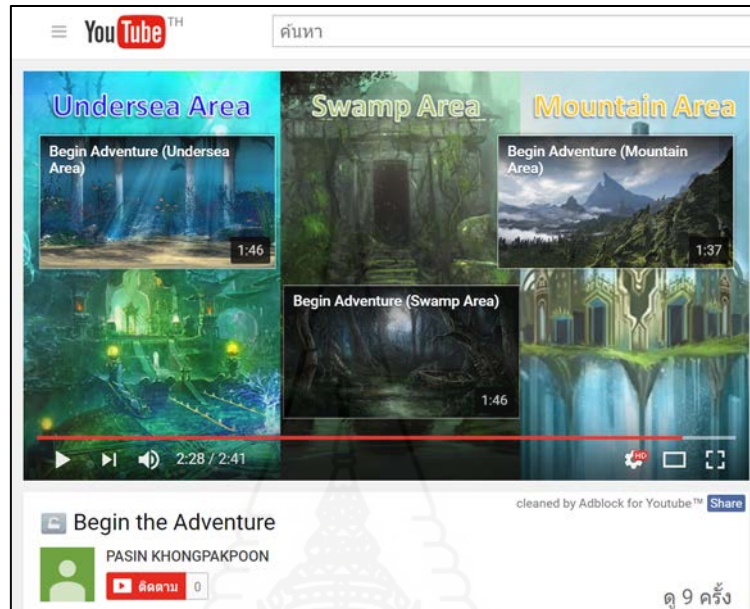 You Tube TH
ค้นหา
Undersea Area
Swamp Area
Mountain Area
Begin Adventure (Undersea
Area)
1:46
Begin Adventure (Mountain
Area)
1:37
Begin Adventure (Swamp Area)
1:46
2:28 / 2:41
HD
cleaned by Adblock for Youtube™ Share
Begin the Adventure
PASIN KHONGPAKPOON
ติดตาม 0
ดู 9 ครั้ง